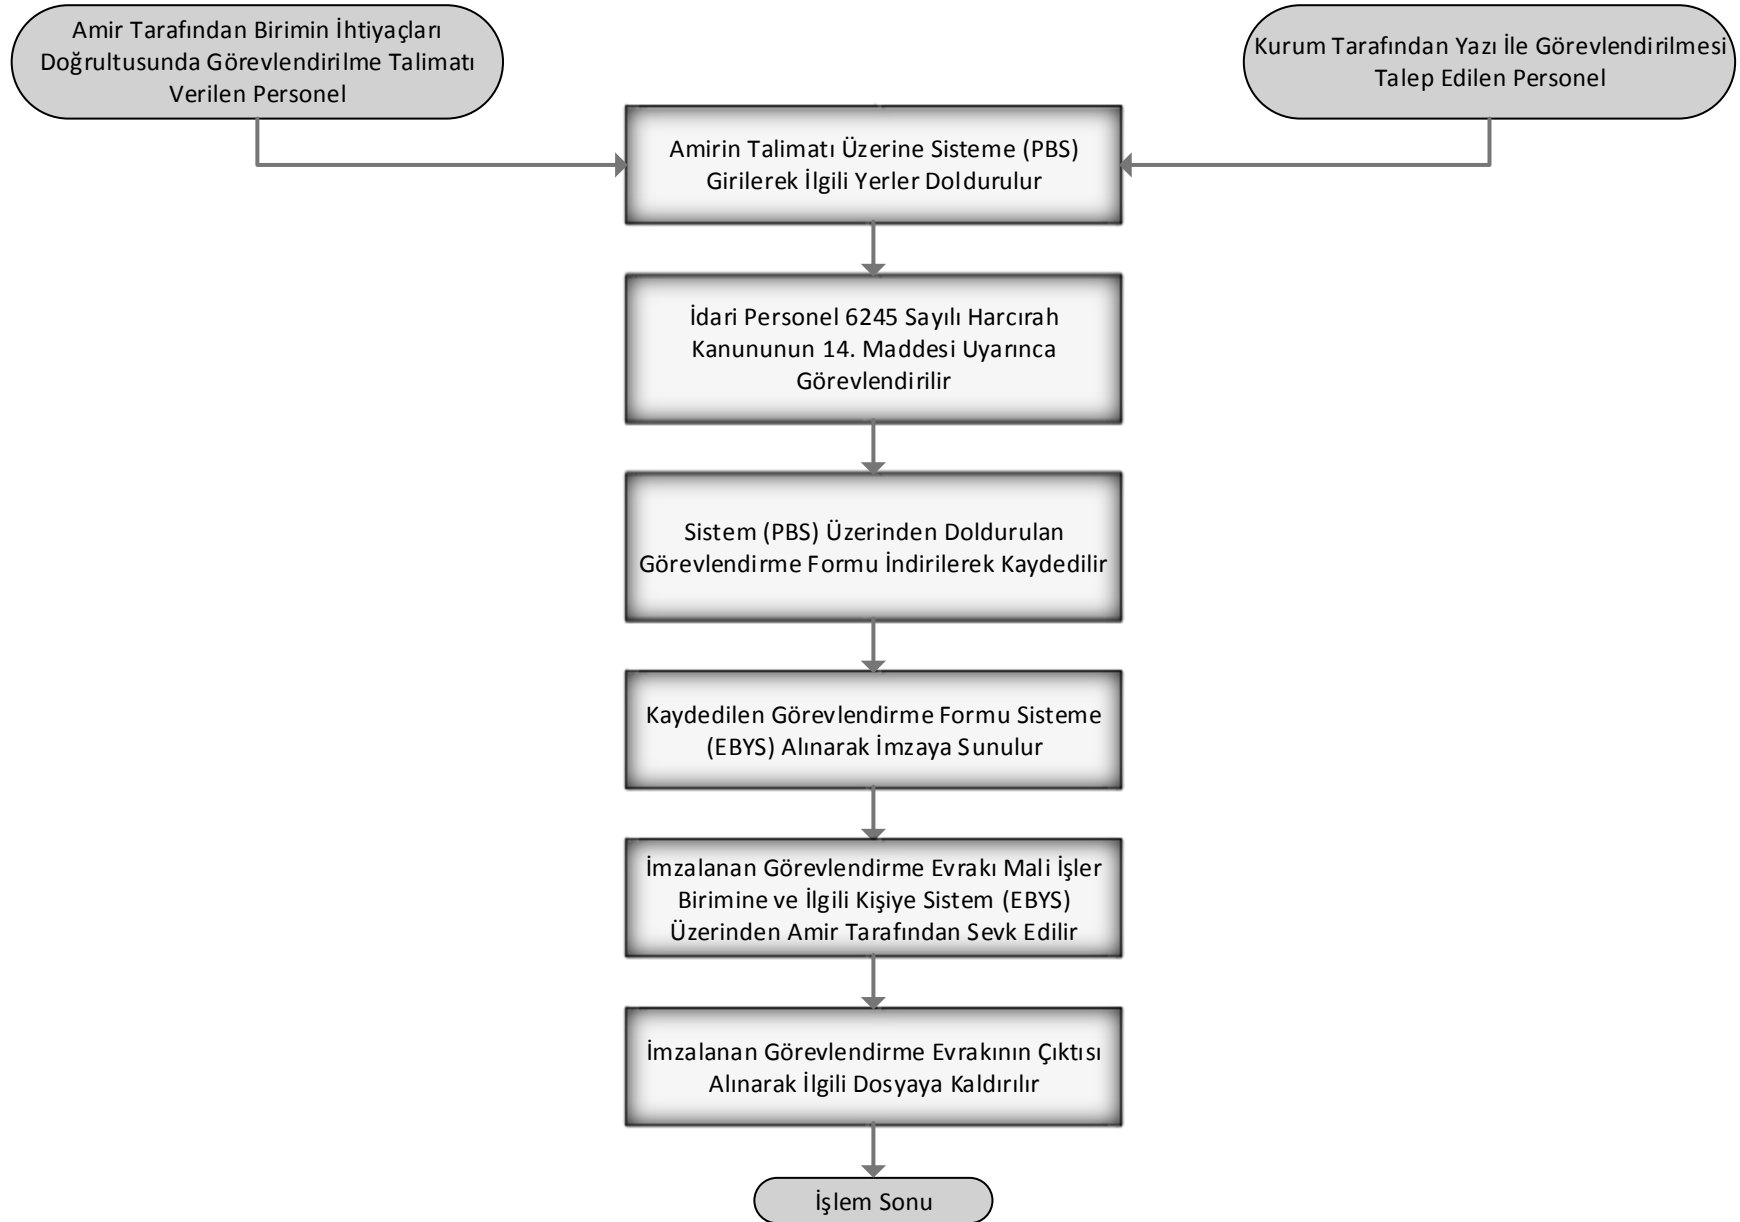 Amir Tarafından Birimin İhtiyaçları
Doğrultusunda Görevlendirilme Talimatı
Verilen Personel
Kurum Tarafından Yazı İle Görevlendirilmesi
Talep Edilen Personel
Amirin Talimatı Üzerine Sisteme (PBS)
Girilerek İlgili Yerler Doldurulur
İdari Personel 6245 Sayılı Harcırah
Kanununun 14. Maddesi Uyarınca
Görevlendirilir
Sistem (PBS) Üzerinden Doldurulan
Görevlendirme Formu İndirilerek Kaydedilir
Kaydedilen Görevlendirme Formu Sisteme
(EBYS) Alınarak İmzaya Sunulur
İmzalanan Görevlendirme Evrakı Mali İşler
Birimine ve İlgili Kişiye Sistem (EBYS)
Üzerinden Amir Tarafından Sevk Edilir
İmzalanan Görevlendirme Evrakının Çıktısı
Alınarak İlgili Dosyaya Kaldırılır
İşlem Sonu